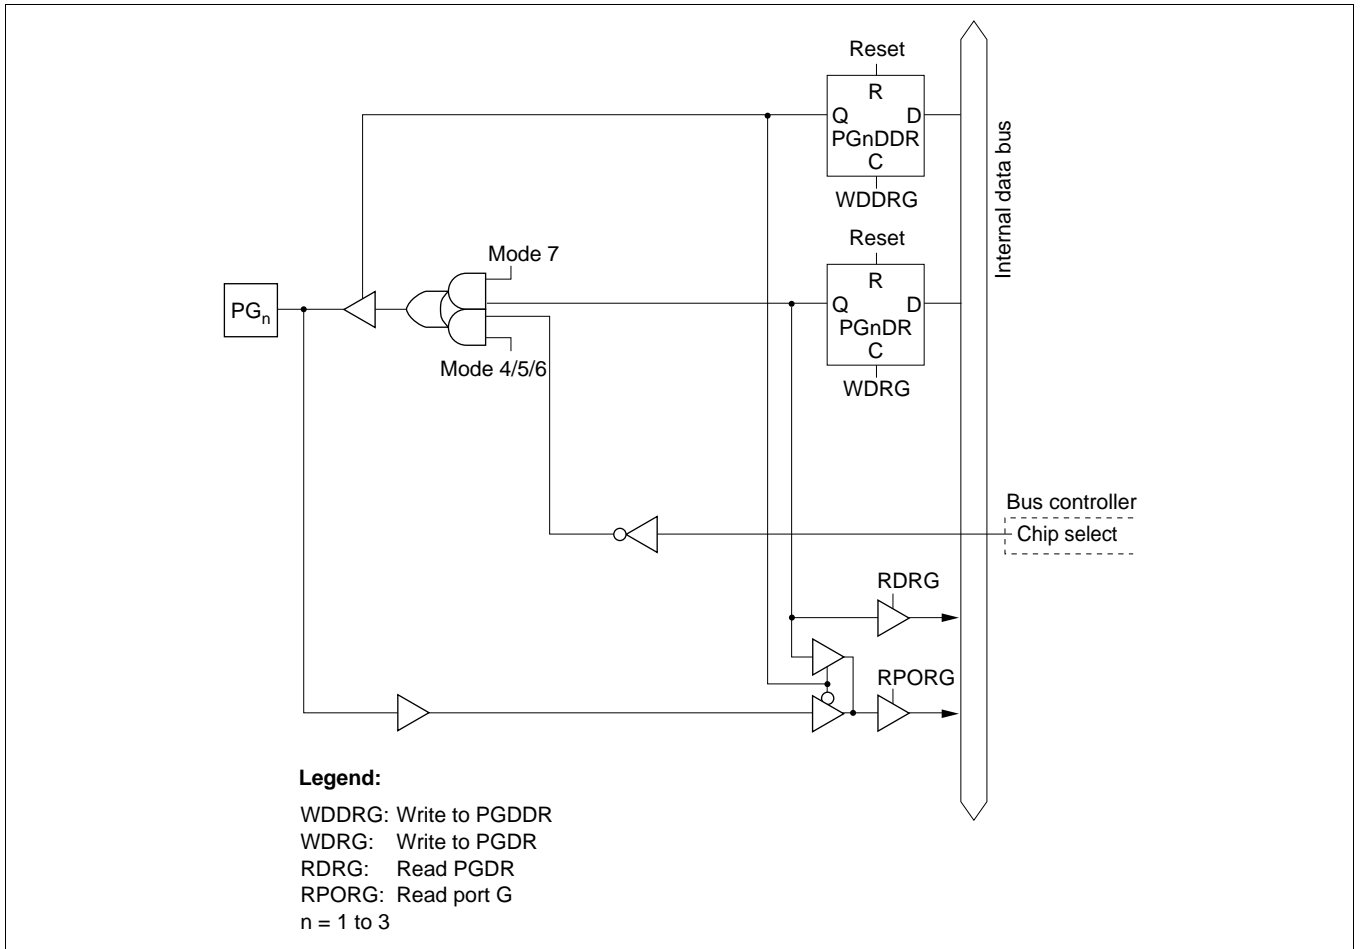 Reset
R
Q D
PGnDDR
C
WDDRG
Internal data bus
Reset
Mode 7
R
Q D
PGn
PGnDR
C
Mode 4/5/6
WDRG
Bus controller
Chip select
RDRG
RPORG
Legend:
WDDRG: Write to PGDDR
WDRG: Write to PGDR
RDRG: Read PGDR
RPORG: Read port G
n = 1 to 3